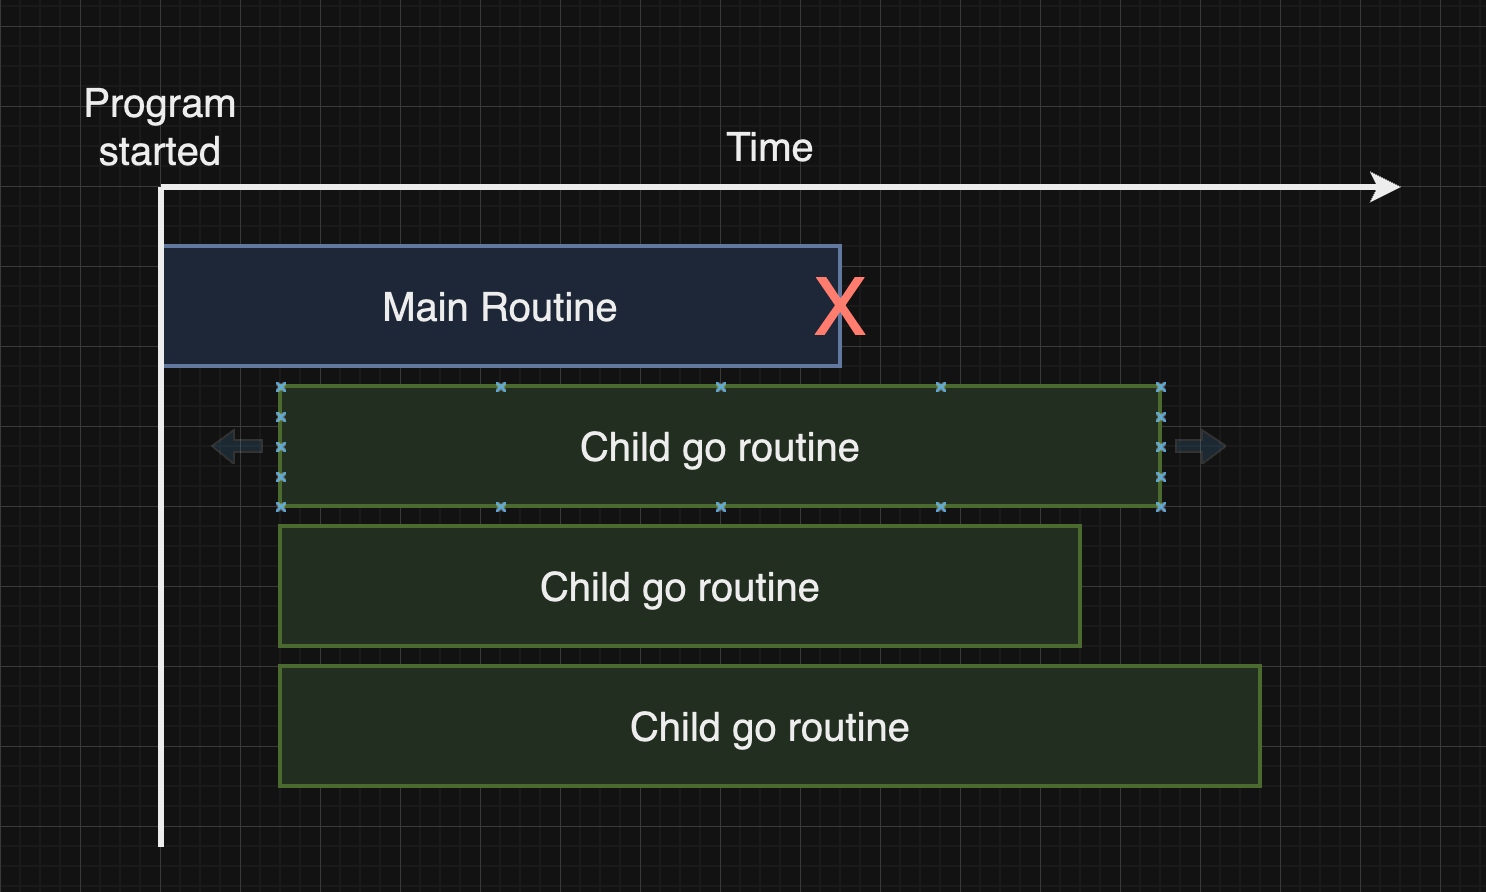 Program
started
Time
Main Routine
X
Child go routine
Child go routine
Child go routine